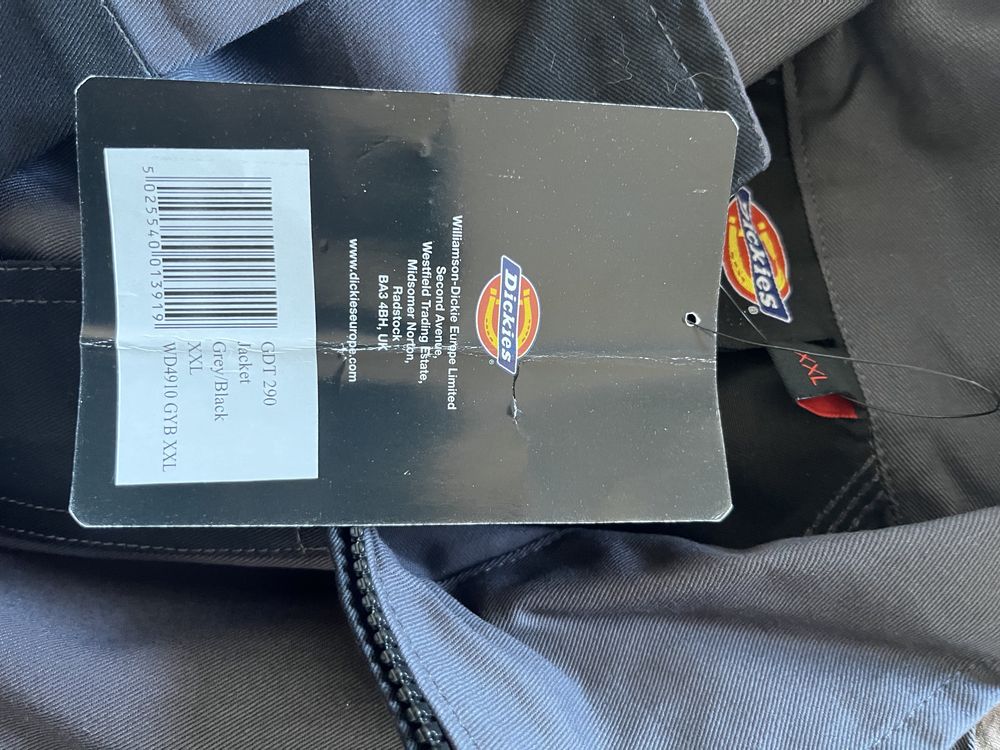 Dickies
®
Williamson-Dickie Europe Limited
Second Avenue,
Westfield Trading Estate,
Midsomer Norton,
Radstock
BA3 4BH, UK
www.dickieseurope.com
GDT 290
Jacket
Grey/Black
XXL
WD4910 GYB XXL
5025540013919
Dickies
®
XXL